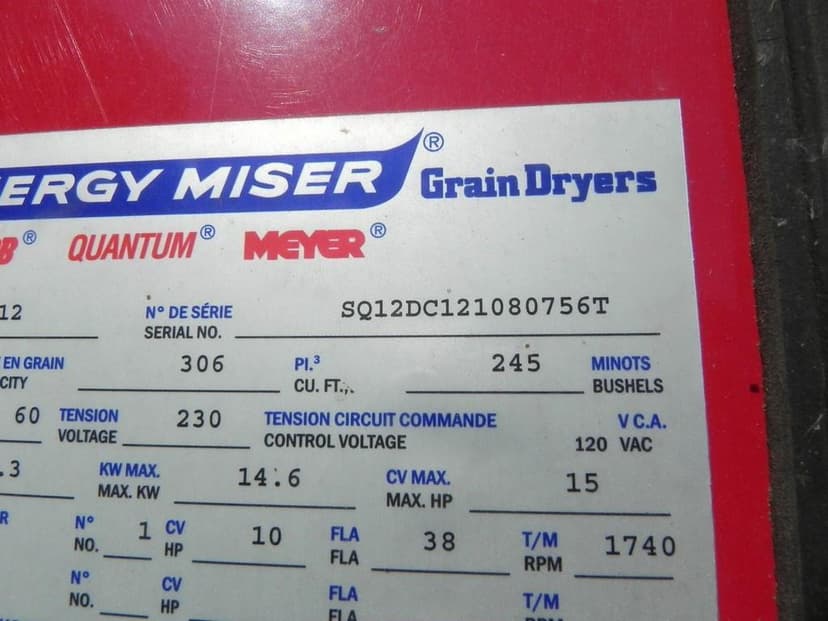 ERGY MISER® Grain Dryers
® QUANTUM® MEYER®
12 N° DE SÉRIE SQ12DC121080756T
SERIAL NO.
EN GRAIN 306 PI.³ 245 MINOTS
CITY CU. FT. BUSHELS
60 TENSION 230 TENSION CIRCUIT COMMANDE V C.A.
VOLTAGE CONTROL VOLTAGE 120 VAC
.3 KW MAX. 14.6 CV MAX. 15
MAX. KW MAX. HP
R N° 1 CV 10 FLA 38 T/M 1740
NO. HP FLA RPM
N° CV FLA T/M
NO. HP FLA RPM